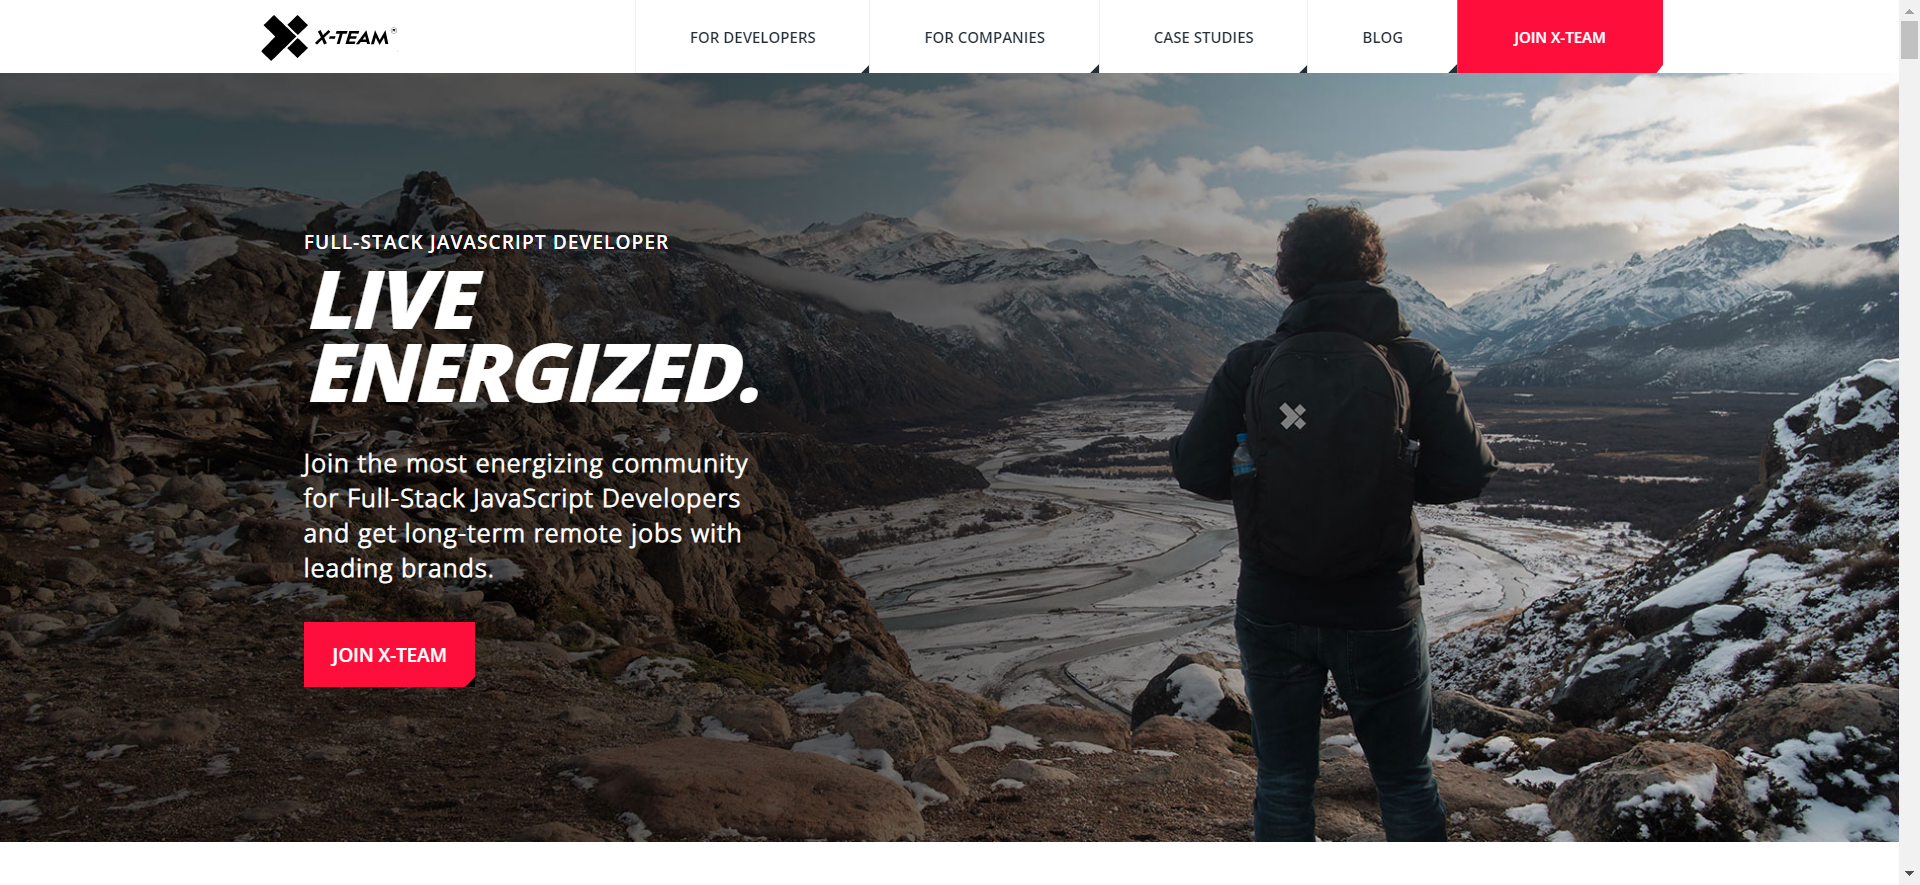 X-TEAM®
FOR DEVELOPERS
FOR COMPANIES
CASE STUDIES
BLOG
JOIN X-TEAM
FULL-STACK JAVASCRIPT DEVELOPER
LIVE
ENERGIZED.
Join the most energizing community
for Full-Stack JavaScript Developers
and get long-term remote jobs with
leading brands.
JOIN X-TEAM